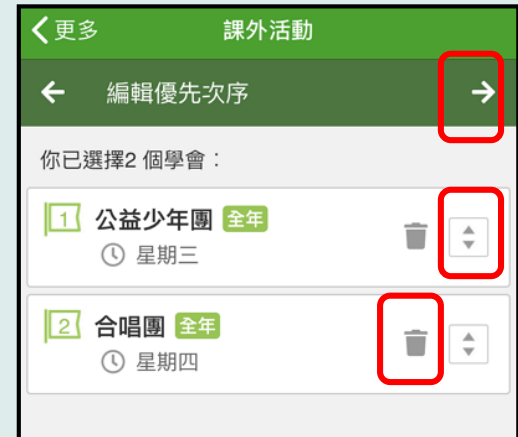 更多 課外活動
編輯優先次序
你已選擇2 個學會：
1 公益少年團 全年
星期三
2 合唱團 全年
星期四